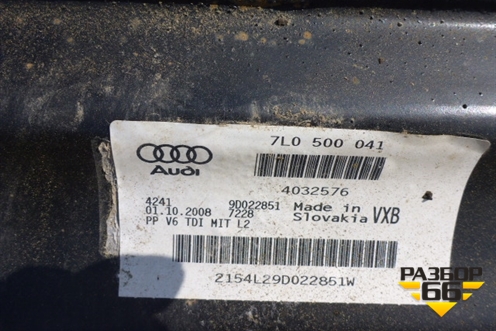 7L0 500 041
Audi
4032576
4241 9D022851 Made in
01.10.2008 7228 Slovakia VXB
PP V6 TDI MIT L2
2154L29D022851W
РАЗБОР
66